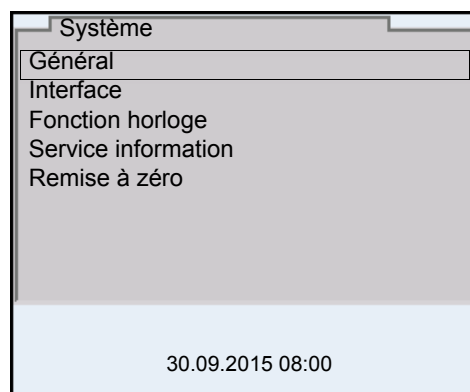 Système
Général
Interface
Fonction horloge
Service information
Remise à zéro
30.09.2015 08:00